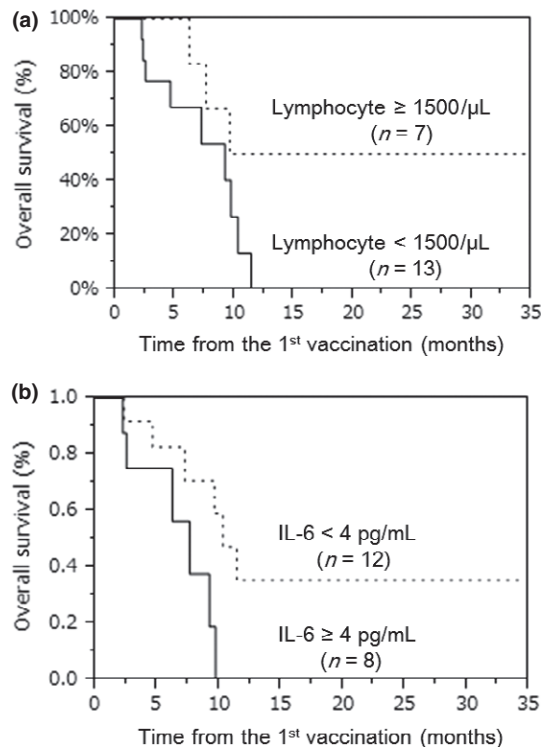 (a)
100%
80%
60%
40%
20%
0%
Overall survival (%)
Lymphocyte ≥ 1500/µL
(n = 7)
Lymphocyte < 1500/µL
(n = 13)
0 5 10 15 20 25 30 35
Time from the 1st vaccination (months)
(b)
1.0
0.8
0.6
0.4
0.2
0.0
Overall survival (%)
IL-6 < 4 pg/mL
(n = 12)
IL-6 ≥ 4 pg/mL
(n = 8)
0 5 10 15 20 25 30 35
Time from the 1st vaccination (months)